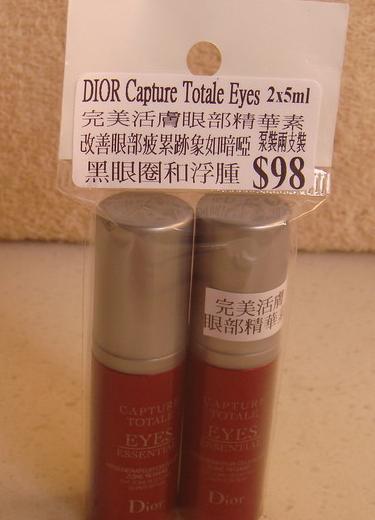 DIOR Capture Totale Eyes 2x5ml
完美活膚眼部精華素
改善眼部疲累跡象如暗啞 泵裝兩支裝
黑眼圈和浮腫 $98
完美活膚
眼部精華素
CAPTURE
TOTALE
EYES
ESSENTIAL
Dior
CAPTURE
TOTALE
EYES
ESSENTIAL
Dior